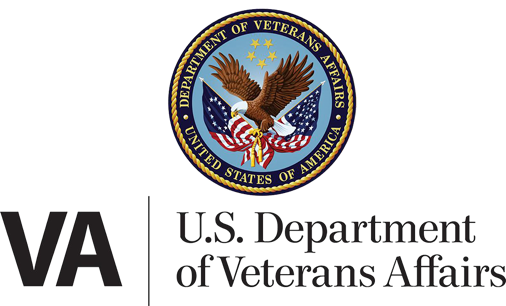 DEPARTMENT OF VETERANS AFFAIRS
UNITED STATES OF AMERICA
VA
U.S. Department
of Veterans Affairs